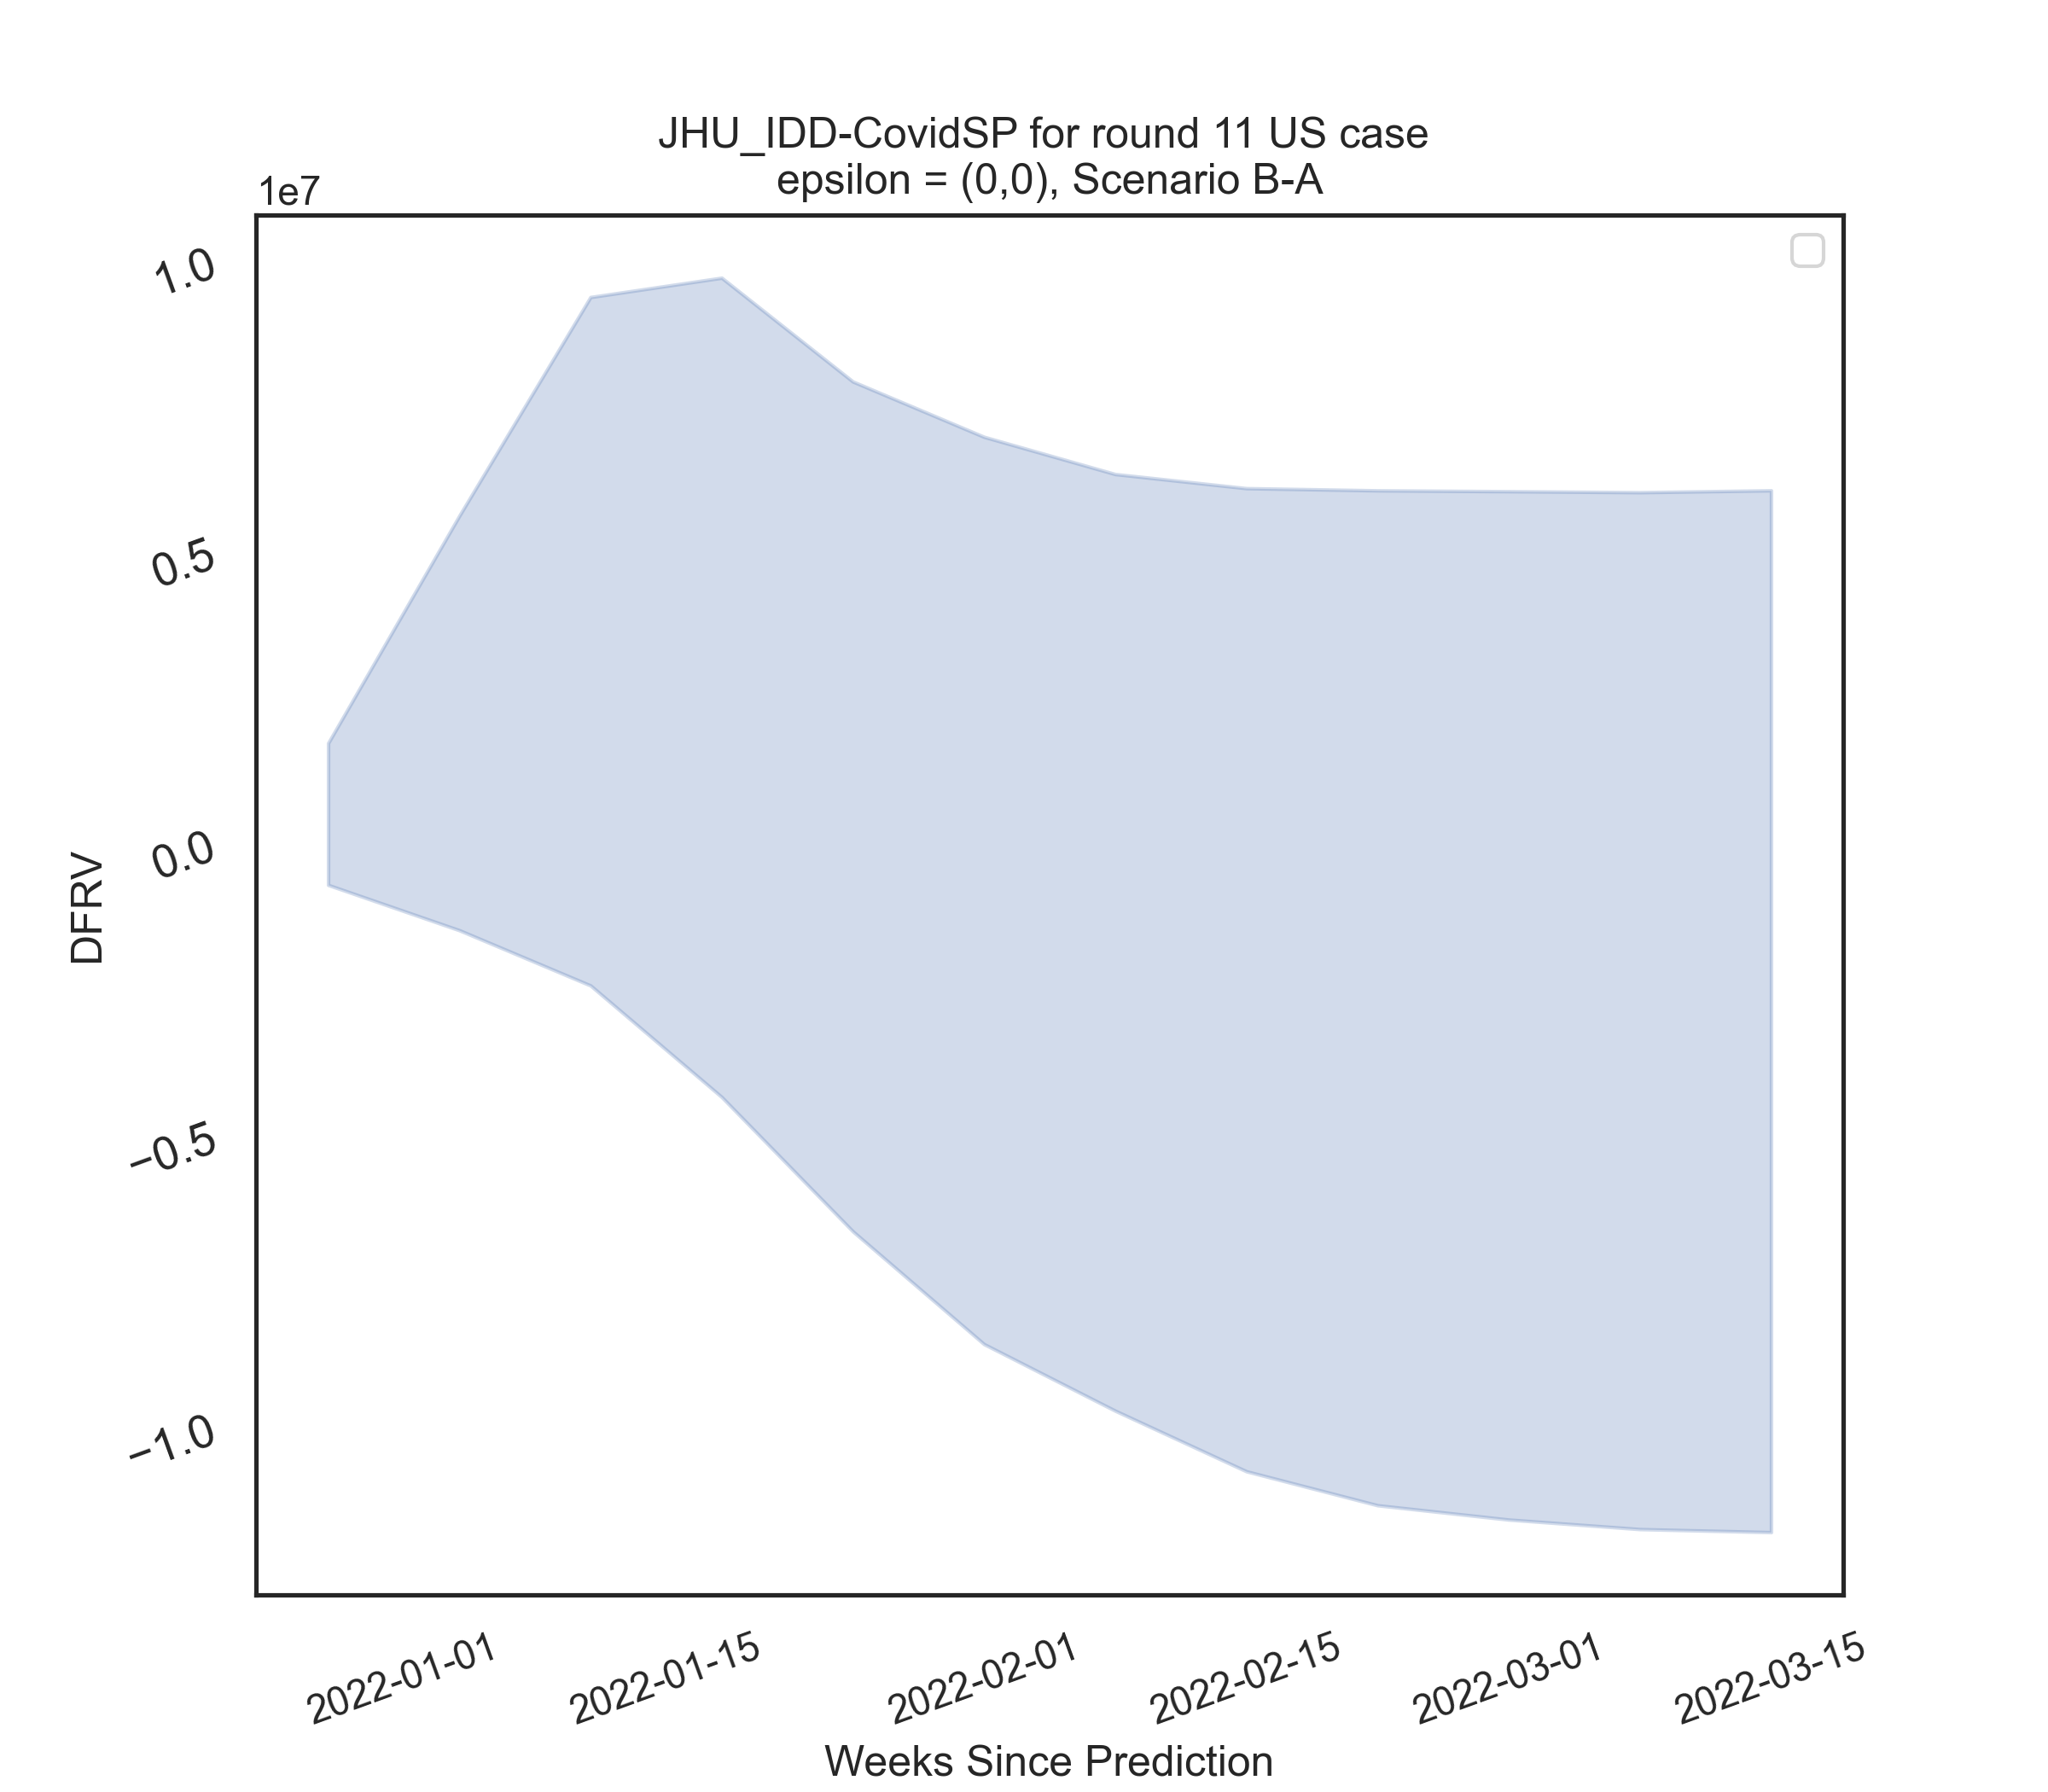 JHU_IDD-CovidSP for round 11 US case
epsilon = (0,0), Scenario B-A
1e7
1.0
0.5
0.0
−0.5
−1.0
DFRV
2022-01-01
2022-01-15
2022-02-01
2022-02-15
2022-03-01
2022-03-15
Weeks Since Prediction